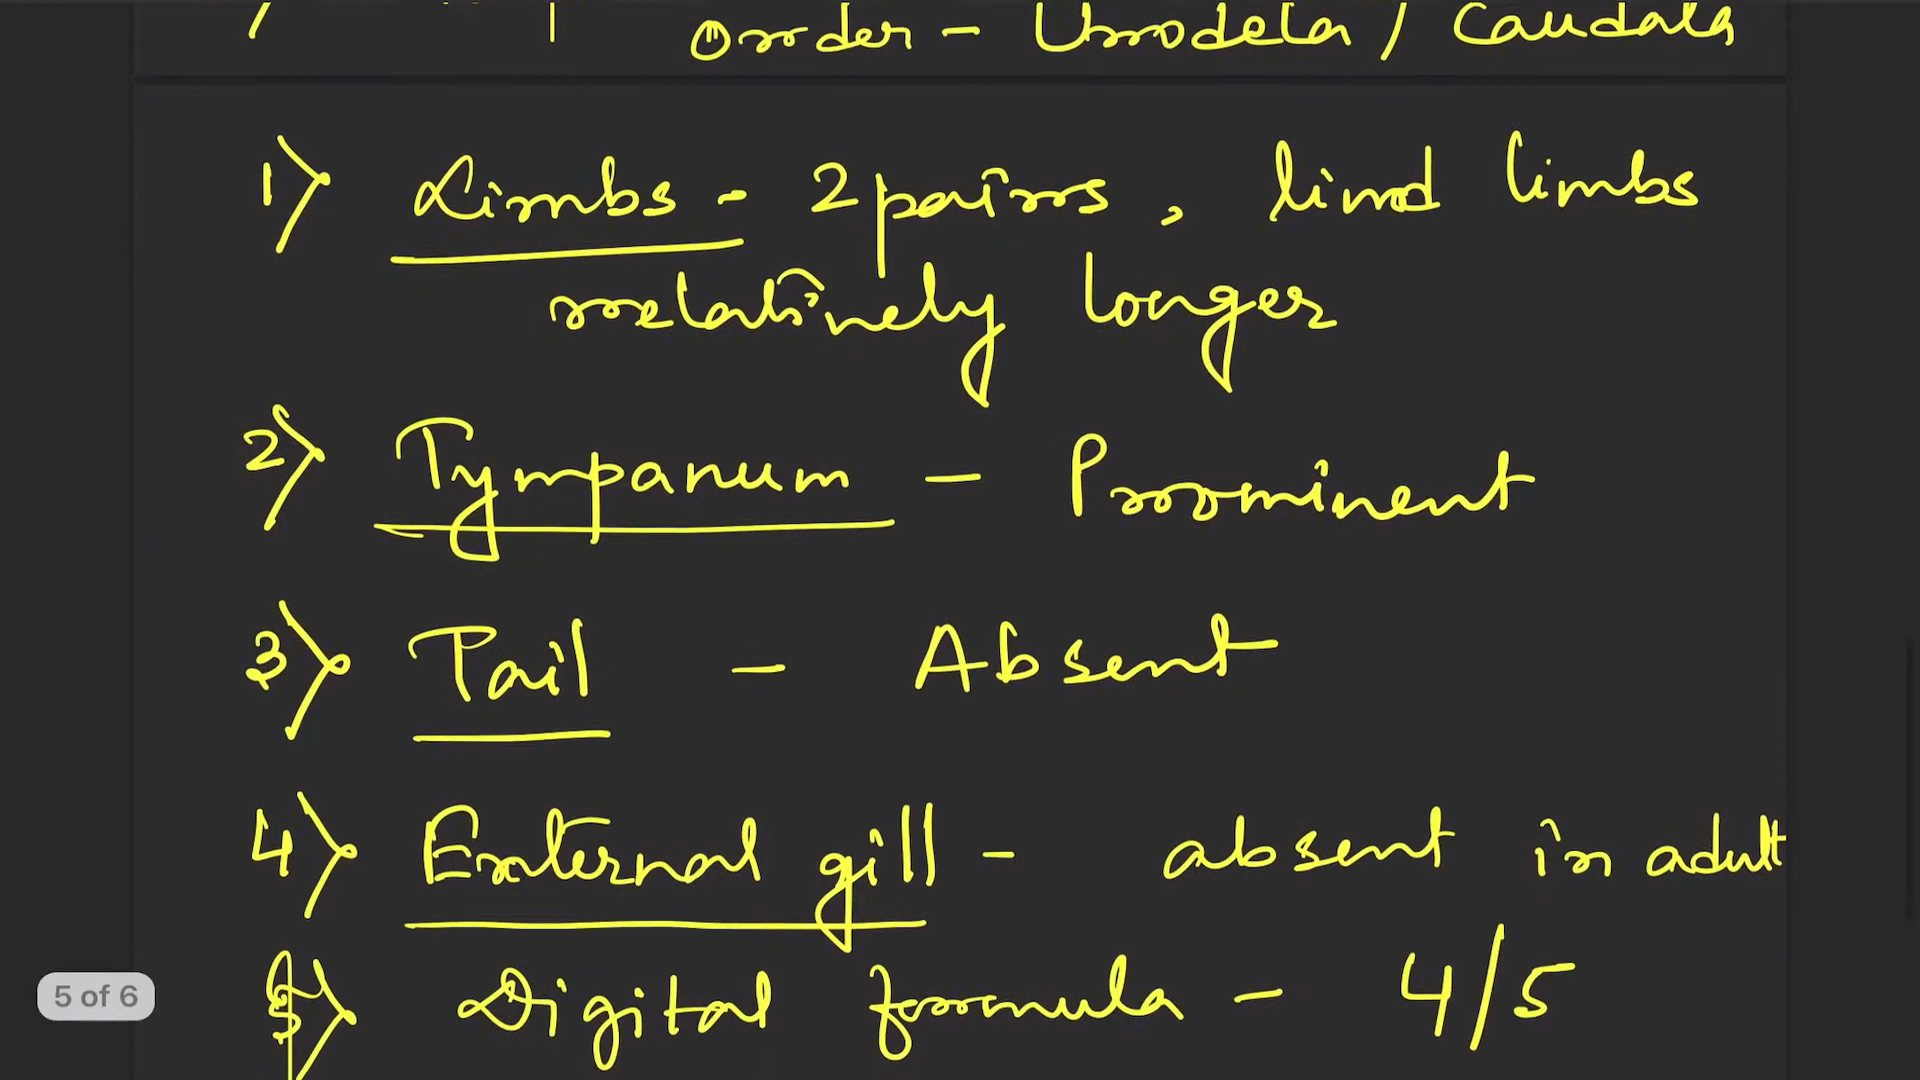 Order - Urodela / Caudata
1) Limbs - 2 pairs, hind limbs
relatively longer
2) Tympanum - Prominent
3) Tail - Absent
4) External gill - absent in adult
5) Digital formula - 4/5
5 of 6